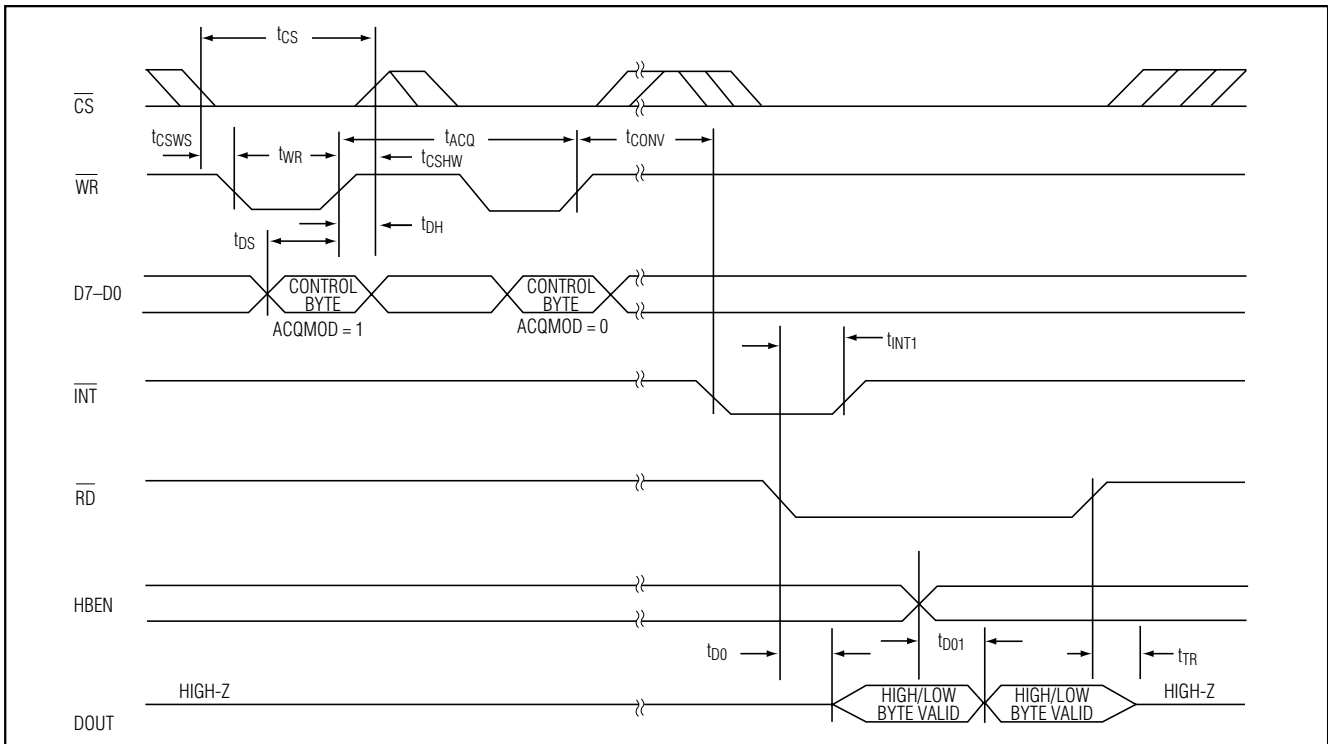 tCS
CS
tCSWS
tWR
tACQ
tCSHW
tCONV
WR
tDH
tDS
D7–D0
CONTROL
BYTE
ACQMOD = 1
CONTROL
BYTE
ACQMOD = 0
tINT1
INT
RD
HBEN
tD0
tD01
tTR
HIGH-Z
HIGH/LOW
BYTE VALID
HIGH/LOW
BYTE VALID
HIGH-Z
DOUT